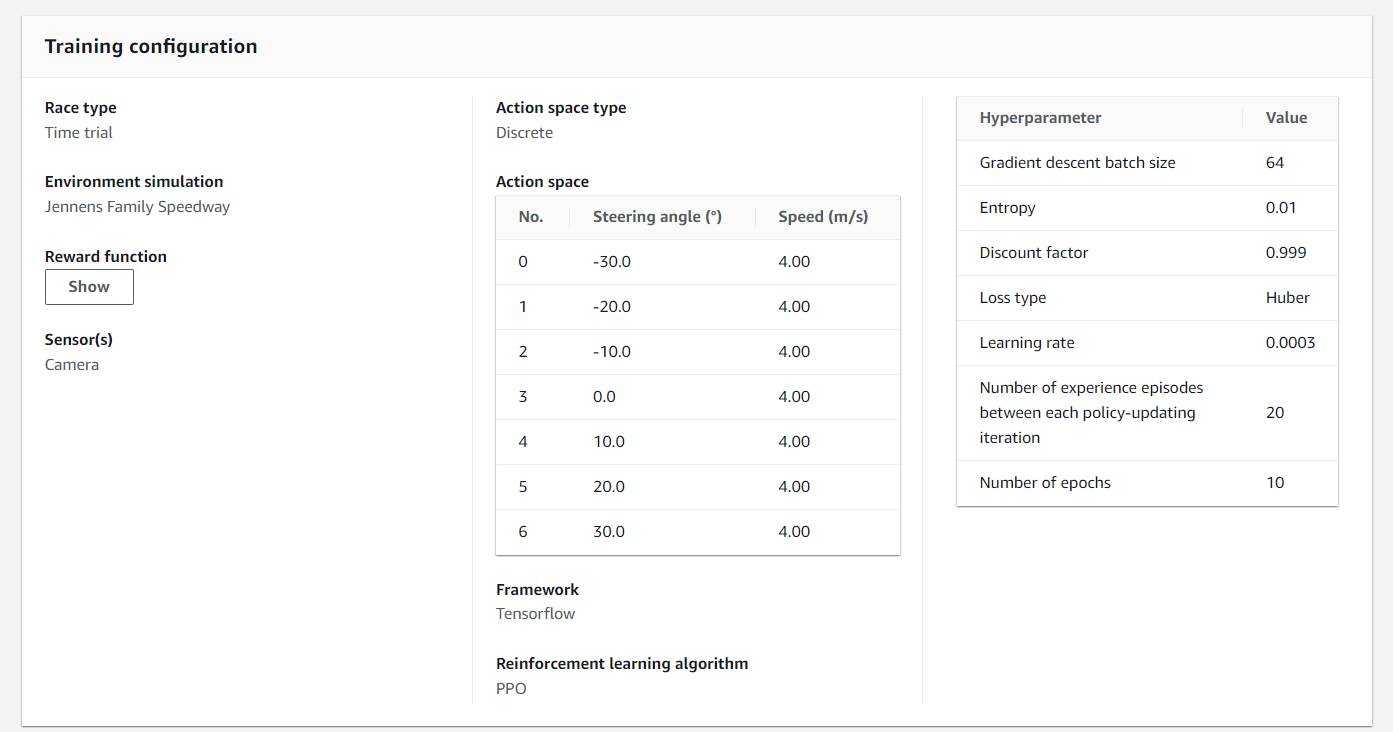 Training configuration
Race type
Time trial
Environment simulation
Jennens Family Speedway
Reward function
Show
Sensor(s)
Camera
Action space type
Discrete
Action space
No. Steering angle (°) Speed (m/s)
0 -30.0 4.00
1 -20.0 4.00
2 -10.0 4.00
3 0.0 4.00
4 10.0 4.00
5 20.0 4.00
6 30.0 4.00
Framework
Tensorflow
Reinforcement learning algorithm
PPO
Hyperparameter Value
Gradient descent batch size 64
Entropy 0.01
Discount factor 0.999
Loss type Huber
Learning rate 0.0003
Number of experience episodes
between each policy-updating 20
iteration
Number of epochs 10